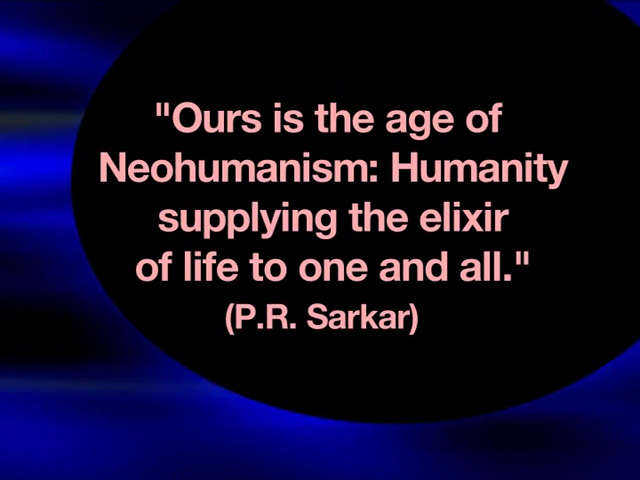 "Ours is the age of
Neohumanism: Humanity
supplying the elixir
of life to one and all."
(P.R. Sarkar)